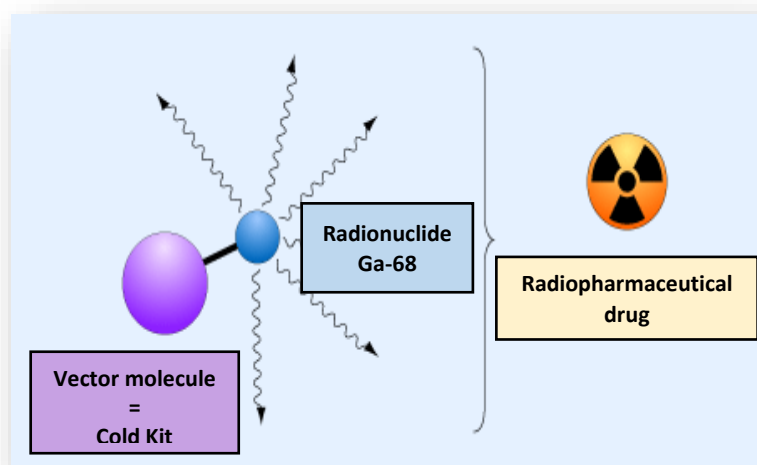 Radionuclide
Ga-68
Radiopharmaceutical
drug
Vector molecule
=
Cold Kit